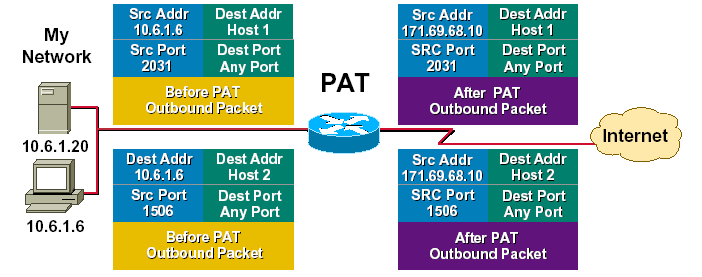 My
Network
10.6.1.20
10.6.1.6
Src Addr
10.6.1.6
Dest Addr
Host 1
Src Port
2031
Dest Port
Any Port
Before PAT
Outbound Packet
Dest Addr
10.6.1.6
Dest Addr
Host 2
Src Port
1506
Dest Port
Any Port
Before PAT
Outbound Packet
PAT
Src Addr
171.69.68.10
Dest Addr
Host 1
SRC Port
2031
Dest Port
Any Port
After PAT
Outbound Packet
Src Addr
171.69.68.10
Dest Addr
Host 2
SRC Port
1506
Dest Port
Any Port
After PAT
Outbound Packet
Internet